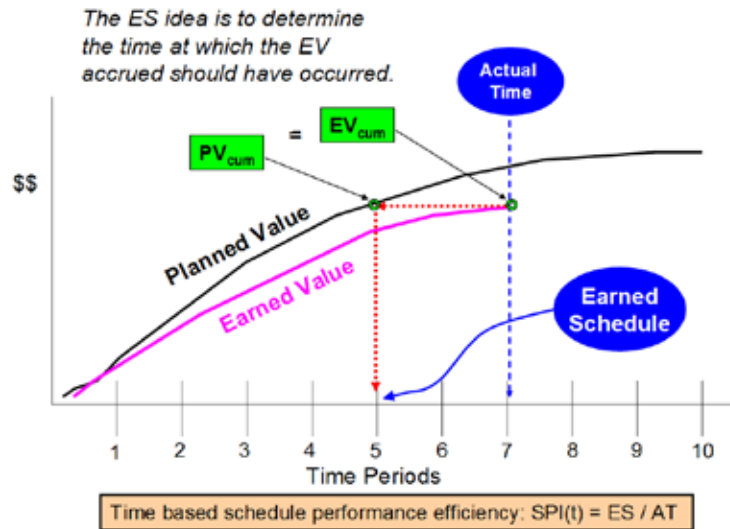 The ES idea is to determine
the time at which the EV
accrued should have occurred.
Actual
Time
EVcum
=
PVcum
$$
Planned Value
Earned Value
Earned
Schedule
1 2 3 4 5 6 7 8 9 10
Time Periods
Time based schedule performance efficiency: SPI(t) = ES / AT